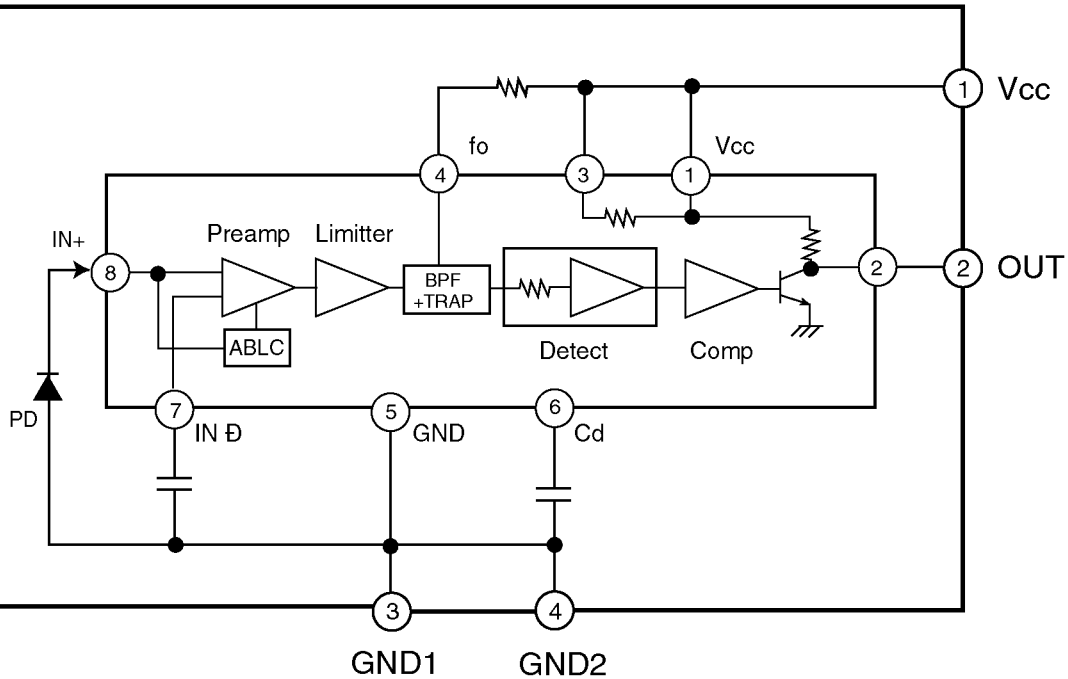 1 Vcc
fo Vcc
4 3 1
Preamp Limitter
IN+
8
BPF
+TRAP
2 2 OUT
ABLC
Detect Comp
PD
7 5 6
IN Đ GND Cd
3 4
GND1 GND2